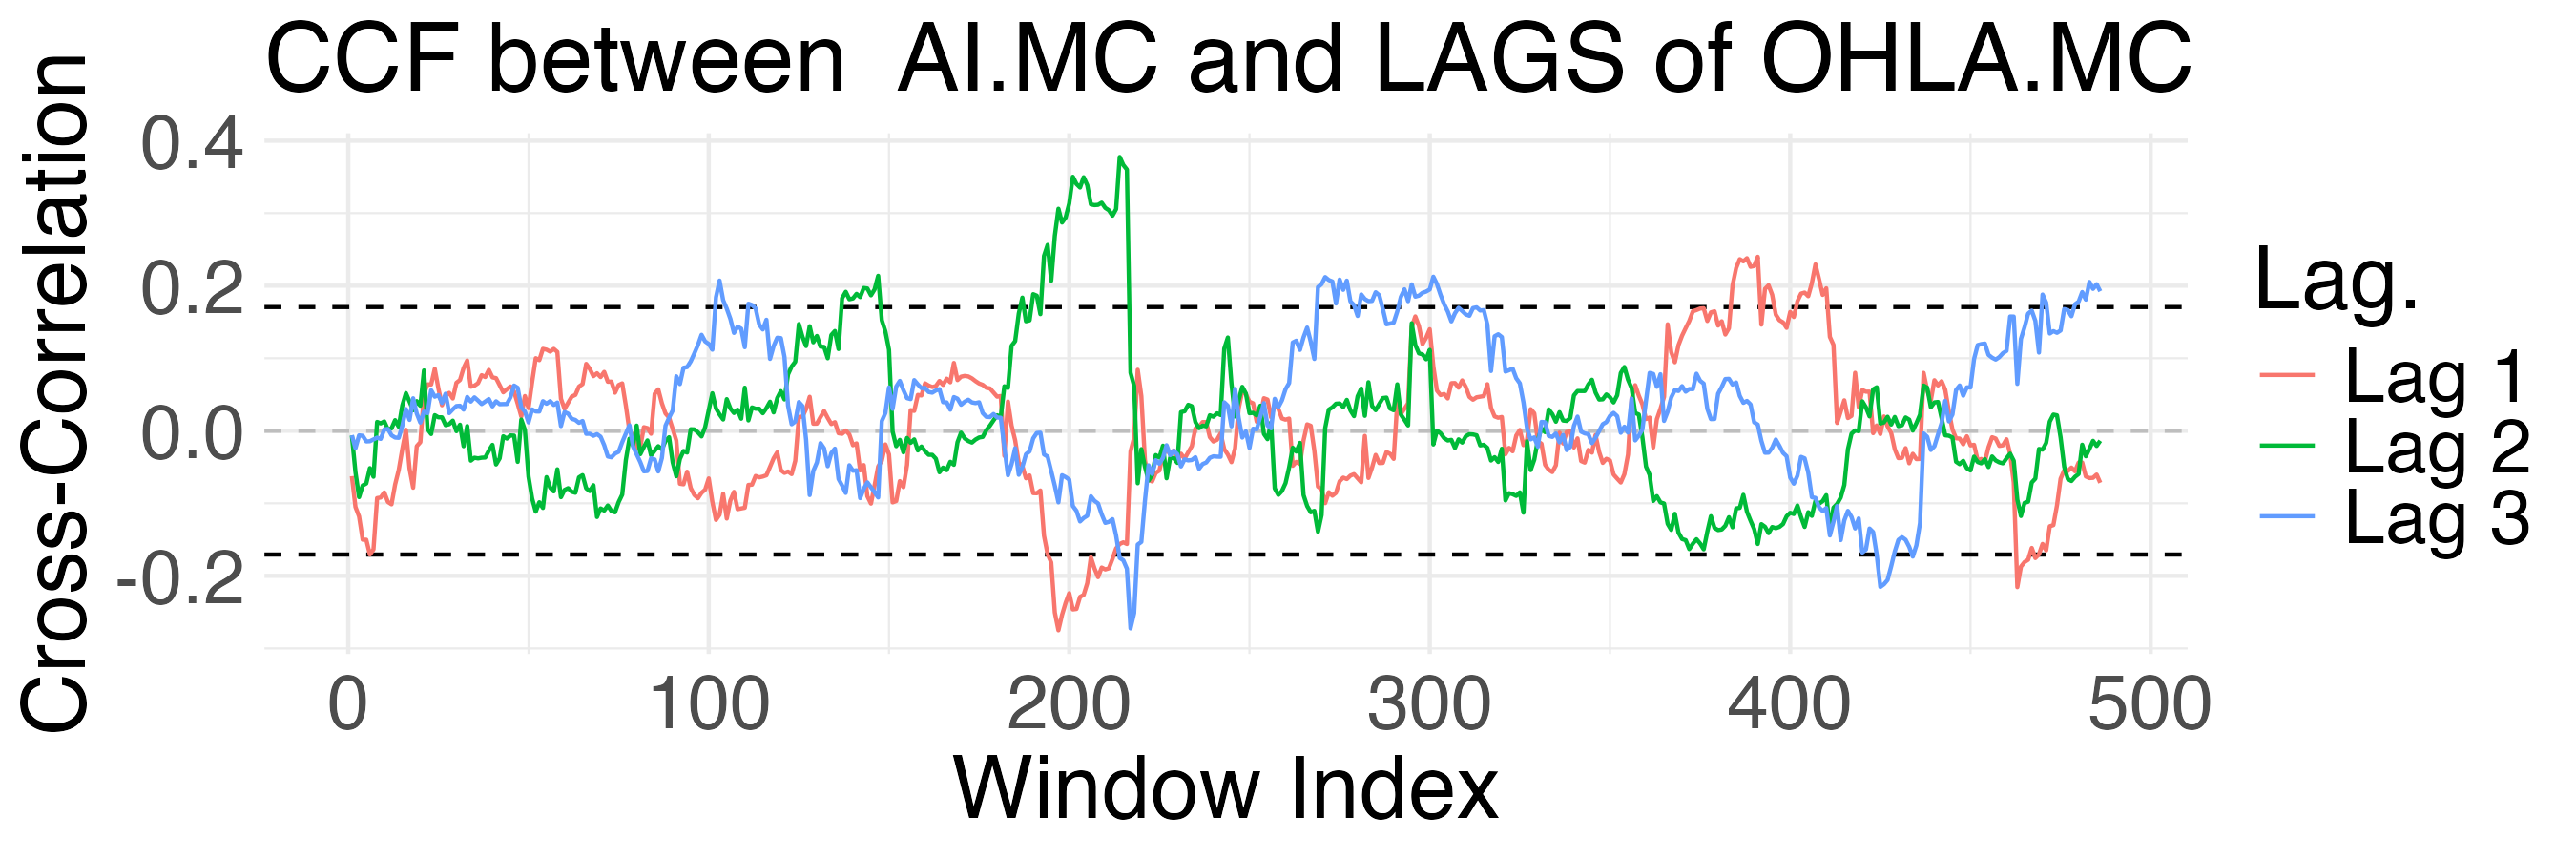 CCF between  AI.MC and LAGS of OHLA.MC
Cross-Correlation
0.4
0.2
0.0
-0.2
0 100 200 300 400 500
Window Index
Lag.
Lag 1
Lag 2
Lag 3